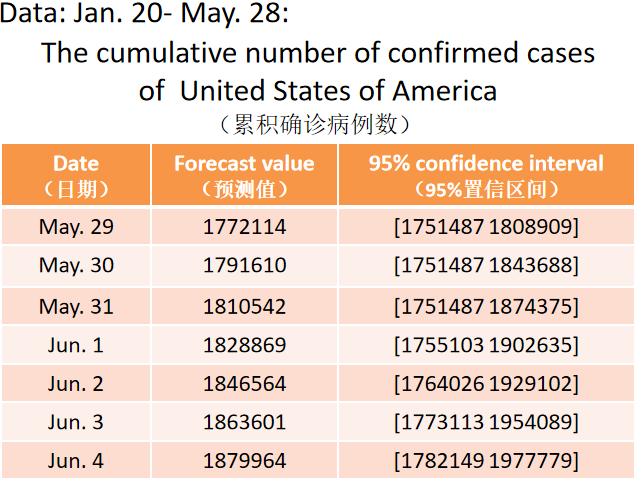 Data: Jan. 20- May. 28:
The cumulative number of confirmed cases
of United States of America
（累积确诊病例数）
Date Forecast value 95% confidence interval
（日期） （预测值） （95%置信区间）
May. 29 1772114 [1751487 1808909]
May. 30 1791610 [1751487 1843688]
May. 31 1810542 [1751487 1874375]
Jun. 1 1828869 [1755103 1902635]
Jun. 2 1846564 [1764026 1929102]
Jun. 3 1863601 [1773113 1954089]
Jun. 4 1879964 [1782149 1977779]